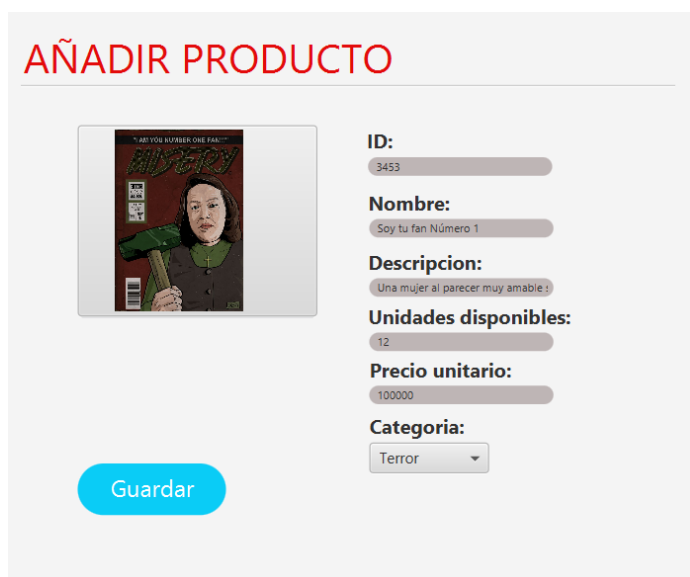 AÑADIR PRODUCTO
"I AM YOU NUMBER ONE FAN!"
MISERY
ID:
3453
Nombre:
Soy tu fan Número 1
Descripcion:
Una mujer al parecer muy amable s
Unidades disponibles:
12
Precio unitario:
100000
Categoria:
Terror
Guardar